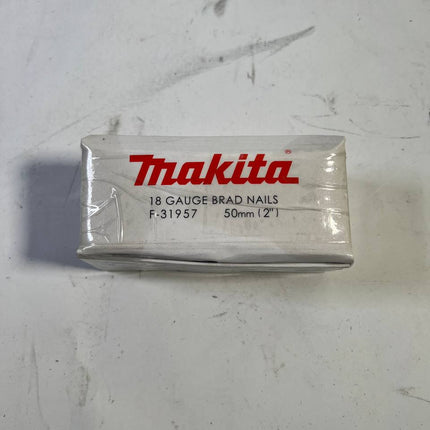 makita®
18 GAUGE BRAD NAILS
F-31957 50mm (2")